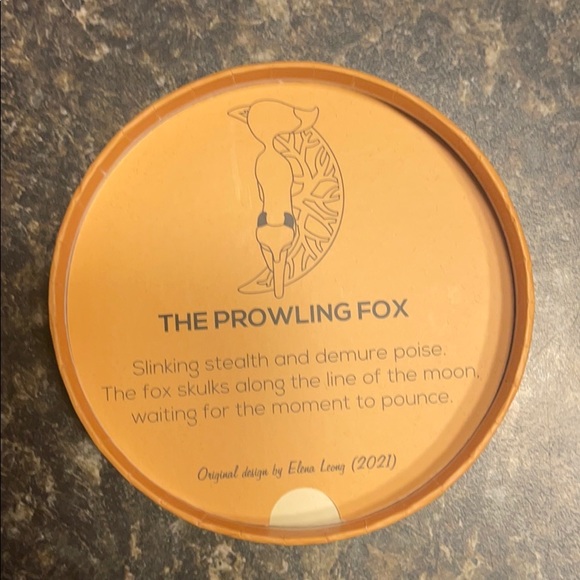 THE PROWLING FOX
Slinking stealth and demure poise.
The fox skulks along the line of the moon,
waiting for the moment to pounce.
Original design by Elena Leong (2021)